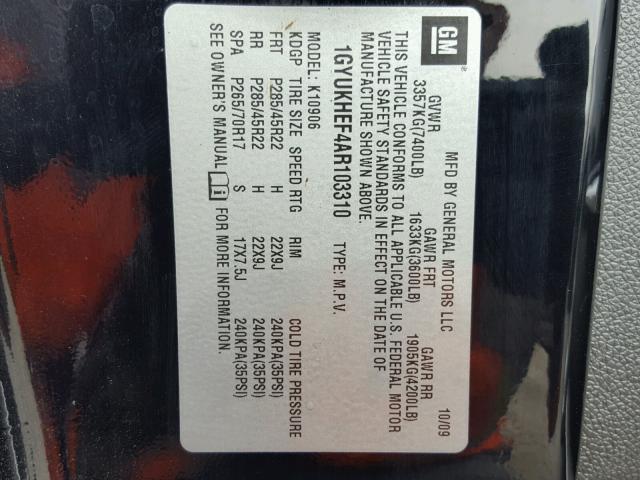 GM ®
MFD BY GENERAL MOTORS LLC 10/09
GVWR GAWR FRT GAWR RR
3357KG(7400LB) 1633KG(3600LB) 1905KG(4200LB)
THIS VEHICLE CONFORMS TO ALL APPLICABLE U.S. FEDERAL MOTOR
VEHICLE SAFETY STANDARDS IN EFFECT ON THE DATE OF
MANUFACTURE SHOWN ABOVE.
1GYUKHEF4AR103310 TYPE: M.P.V.
MODEL: K10906
KDGP TIRE SIZE SPEED RTG RIM COLD TIRE PRESSURE
FRT P285/45R22 H 22X9J 240KPA(35PSI)
RR P285/45R22 H 22X9J 240KPA(35PSI)
SPA P265/70R17 S 17X7.5J 240KPA(35PSI)
SEE OWNER'S MANUAL i FOR MORE INFORMATION.